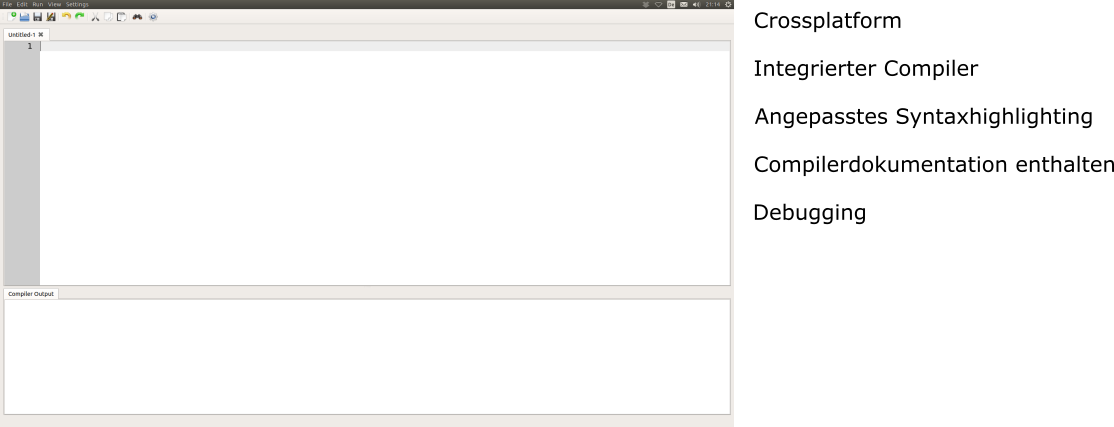 File Edit Run View Settings
21:14
Untitled-1
1
Compiler Output
Crossplatform
Integrierter Compiler
Angepasstes Syntaxhighlighting
Compilerdokumentation enthalten
Debugging